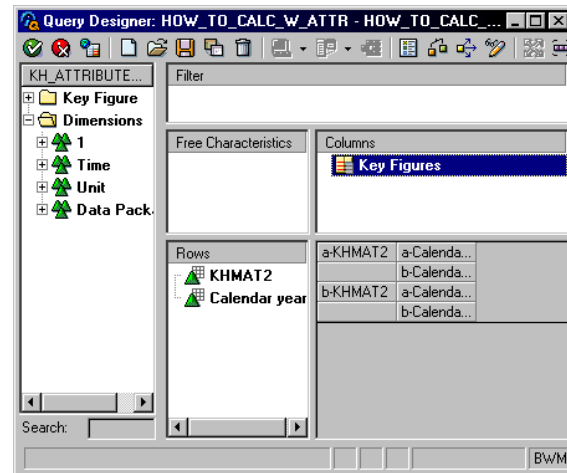 Query Designer: HOW_TO_CALC_W_ATTR - HOW_TO_CALC_...
KH_ATTRIBUTE...
Key Figure
Dimensions
1
Time
Unit
Data Pack.
Search:
Filter
Free Characteristics
Columns
Key Figures
Rows
KHMAT2
Calendar year
a-KHMAT2 a-Calenda...
b-Calenda...
b-KHMAT2 a-Calenda...
b-Calenda...
BWM